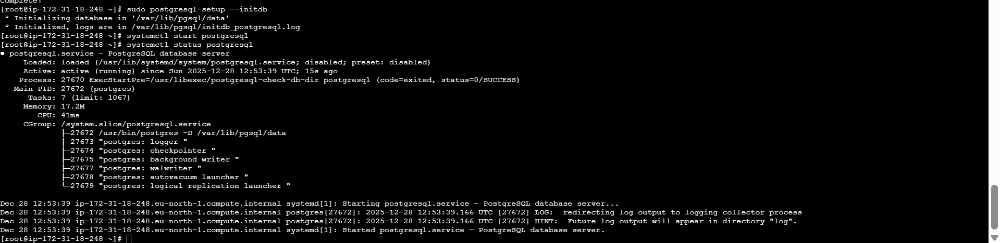 Complete!
[root@ip-172-31-18-248 ~]# sudo postgresql-setup --initdb
 * Initializing database in '/var/lib/pgsql/data'
 * Initialized, logs are in /var/lib/pgsql/initdb_postgresql.log
[root@ip-172-31-18-248 ~]# systemctl start postgresql
[root@ip-172-31-18-248 ~]# systemctl status postgresql
● postgresql.service - PostgreSQL database server
     Loaded: loaded (/usr/lib/systemd/system/postgresql.service; disabled; preset: disabled)
     Active: active (running) since Sun 2025-12-28 12:53:39 UTC; 15s ago
    Process: 27670 ExecStartPre=/usr/libexec/postgresql-check-db-dir postgresql (code=exited, status=0/SUCCESS)
   Main PID: 27672 (postgres)
      Tasks: 7 (limit: 1067)
     Memory: 17.2M
        CPU: 41ms
     CGroup: /system.slice/postgresql.service
             ├─27672 /usr/bin/postgres -D /var/lib/pgsql/data
             ├─27673 "postgres: logger "
             ├─27674 "postgres: checkpointer "
             ├─27675 "postgres: background writer "
             ├─27677 "postgres: walwriter "
             ├─27678 "postgres: autovacuum launcher "
             └─27679 "postgres: logical replication launcher "
Dec 28 12:53:39 ip-172-31-18-248.eu-north-1.compute.internal systemd[1]: Starting postgresql.service - PostgreSQL database server...
Dec 28 12:53:39 ip-172-31-18-248.eu-north-1.compute.internal postgres[27672]: 2025-12-28 12:53:39.166 UTC [27672] LOG:  redirecting log output to logging collector process
Dec 28 12:53:39 ip-172-31-18-248.eu-north-1.compute.internal postgres[27672]: 2025-12-28 12:53:39.166 UTC [27672] HINT:  Future log output will appear in directory "log".
Dec 28 12:53:39 ip-172-31-18-248.eu-north-1.compute.internal systemd[1]: Started postgresql.service - PostgreSQL database server.
[root@ip-172-31-18-248 ~]#